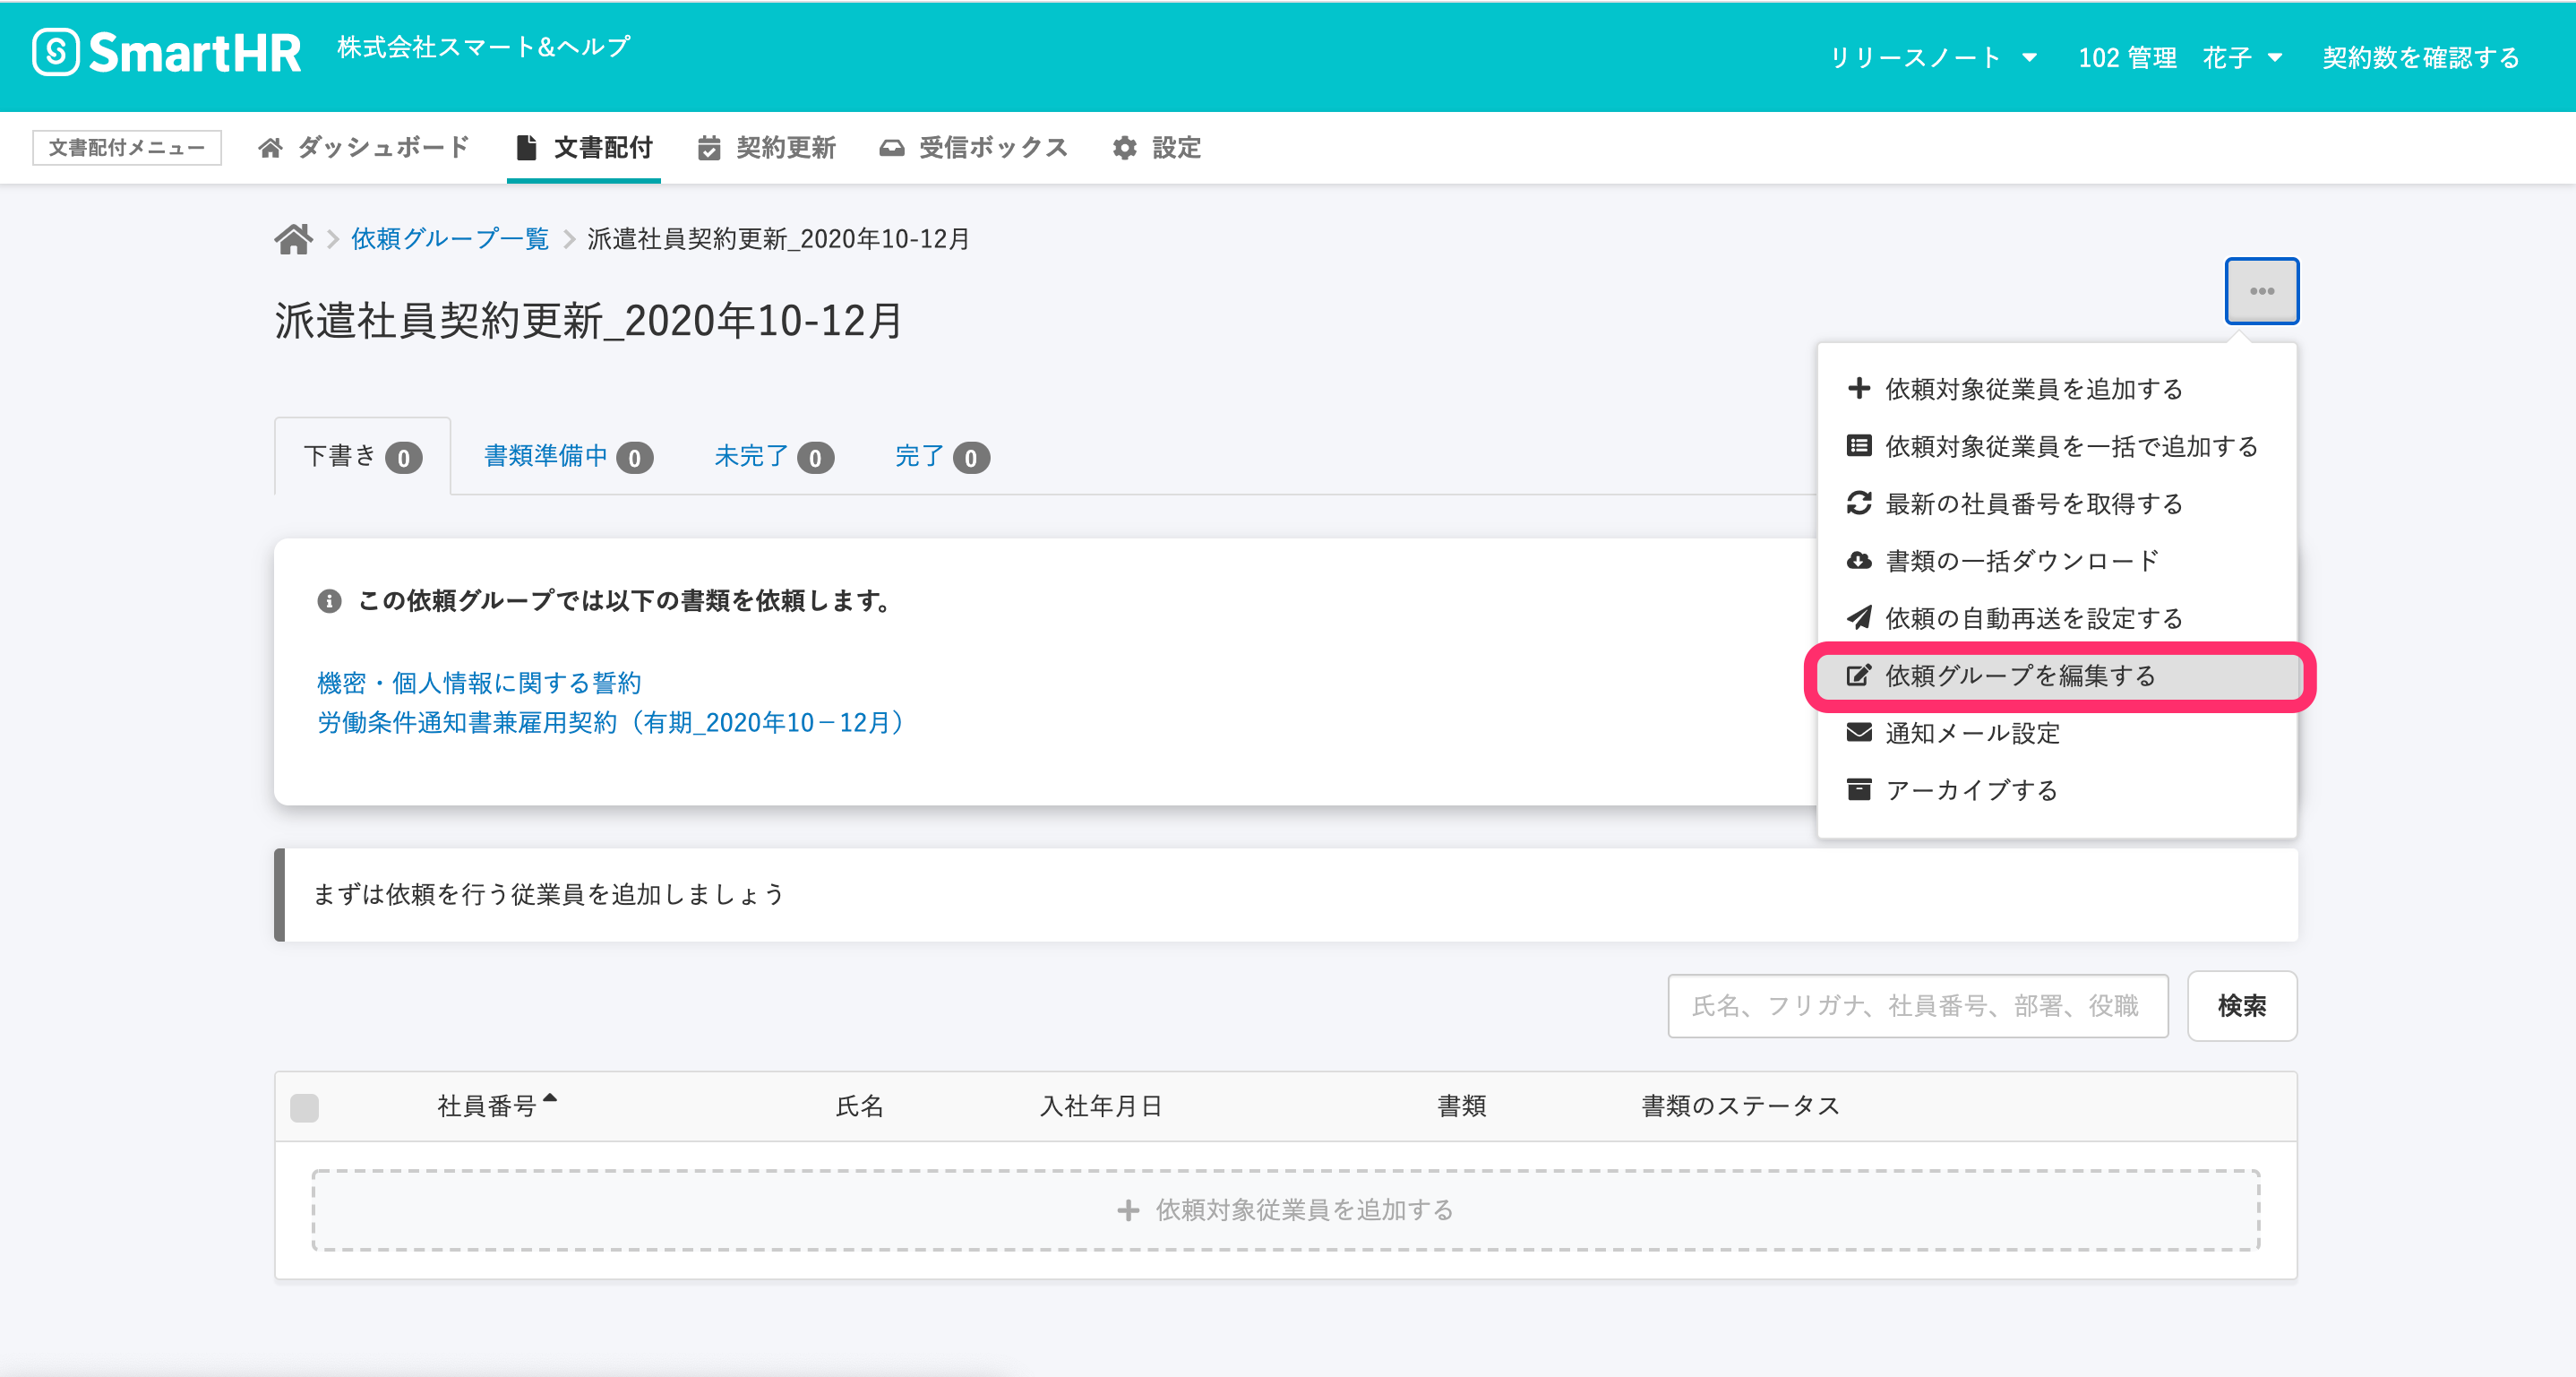 SmartHR 株式会社スマート&ヘルプ リリースノート 102 管理 花子 契約数を確認する
文書配付メニュー ダッシュボード 文書配付 契約更新 受信ボックス 設定
依頼グループ一覧 派遣社員契約更新_2020年10-12月
派遣社員契約更新_2020年10-12月
依頼対象従業員を追加する
依頼対象従業員を一括で追加する
最新の社員番号を取得する
書類の一括ダウンロード
依頼の自動再送を設定する
依頼グループを編集する
通知メール設定
アーカイブする
下書き 0 書類準備中 0 未完了 0 完了 0
この依頼グループでは以下の書類を依頼します。
機密・個人情報に関する誓約
労働条件通知書兼雇用契約（有期_2020年10－12月）
まずは依頼を行う従業員を追加しましょう
氏名、フリガナ、社員番号、部署、役職 検索
社員番号 氏名 入社年月日 書類 書類のステータス
依頼対象従業員を追加する